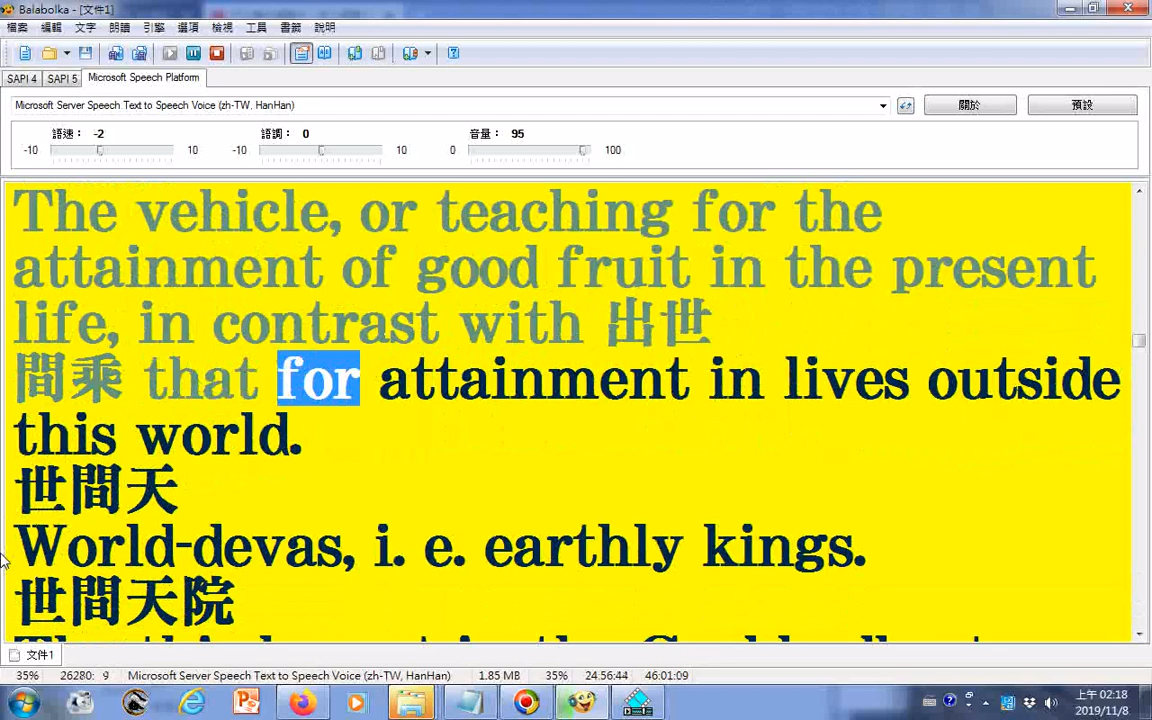 Balabolka - [文件1]
檔案 編輯 文字 朗讀 引擎 選項 檢視 工具 書籤 說明
SAPI 4 SAPI 5 Microsoft Speech Platform
Microsoft Server Speech Text to Speech Voice (zh-TW, HanHan) 關於 預設
語速： -2 語調： 0 音量： 95
-10 10 -10 10 0 100
The vehicle, or teaching for the
attainment of good fruit in the present
life, in contrast with 出世
間乘 that for attainment in lives outside
this world.
世間天
World-devas, i. e. earthly kings.
世間天院
文件1
35% 26280: 9 Microsoft Server Speech Text to Speech Voice (zh-TW, HanHan) 1.85 MB 35% 24:56:44 46:01:09
上午 02:18
2019/11/8